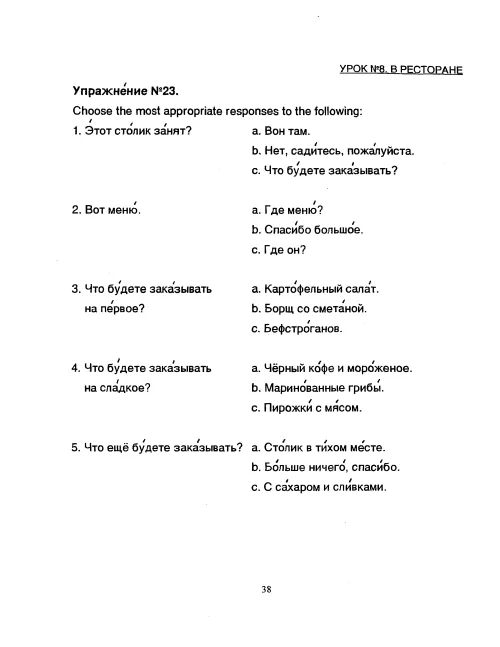 УРОК №8. В РЕСТОРАНЕ
Упражне́ние №23.
Choose the most appropriate responses to the following:
1. Э́тот сто́лик за́нят?
a. Вон там.
b. Нет, сади́тесь, пожа́луйста.
c. Что бу́дете зака́зывать?
2. Вот меню́.
a. Где меню́?
b. Спаси́бо большо́е.
c. Где он?
3. Что бу́дете зака́зывать
на пе́рвое?
a. Карто́фельный сала́т.
b. Борщ со смета́ной.
c. Бефстро́ганов.
4. Что бу́дете зака́зывать
на сла́дкое?
a. Чёрный ко́фе и моро́женое.
b. Марино́ванные грибы́.
c. Пирожки́ с мя́сом.
5. Что ещё бу́дете зака́зывать?
a. Сто́лик в ти́хом ме́сте.
b. Бо́льше ничего́, спаси́бо.
c. С са́харом и сли́вками.
38